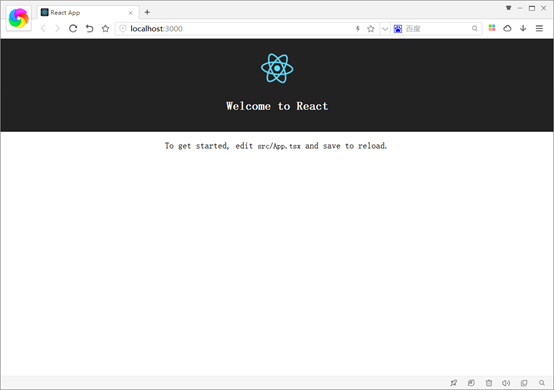 React App
localhost:3000
百度
Welcome to React
To get started, edit src/App.tsx and save to reload.